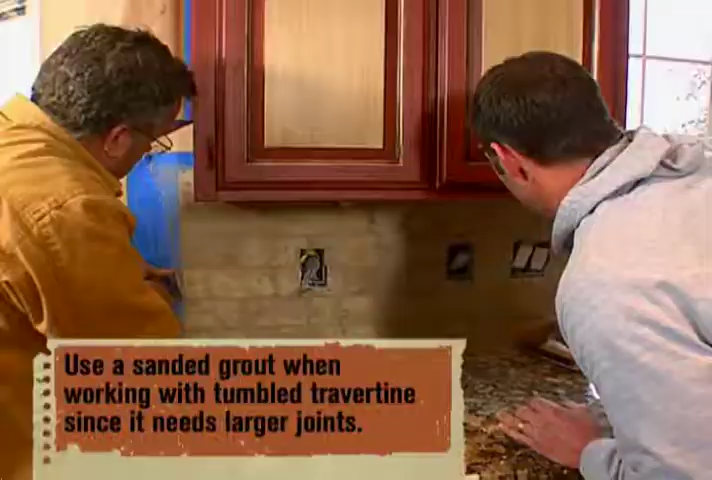 Use a sanded grout when
working with tumbled travertine
since it needs larger joints.